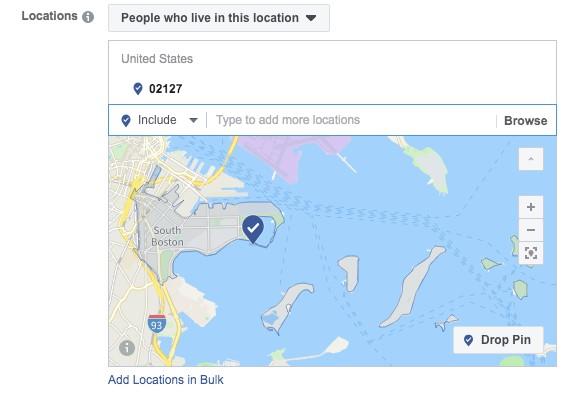 Locations
People who live in this location
United States
02127
Include
Type to add more locations
Browse
South
Boston
93
+
−
Drop Pin
Add Locations in Bulk